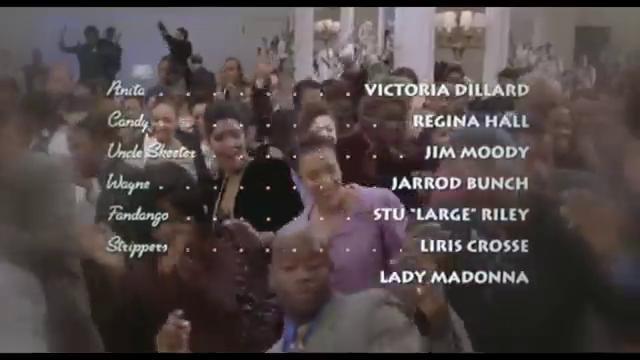 Anita . . . . . . . . VICTORIA DILLARD
Candy . . . . . . . . . . REGINA HALL
Uncle Skeeter . . . . . . . . JIM MOODY
Wayne . . . . . . . . . JARROD BUNCH
Fandango . . . . . . . STU "LARGE" RILEY
Strippers . . . . . . . . . . LIRIS CROSSE
LADY MADONNA